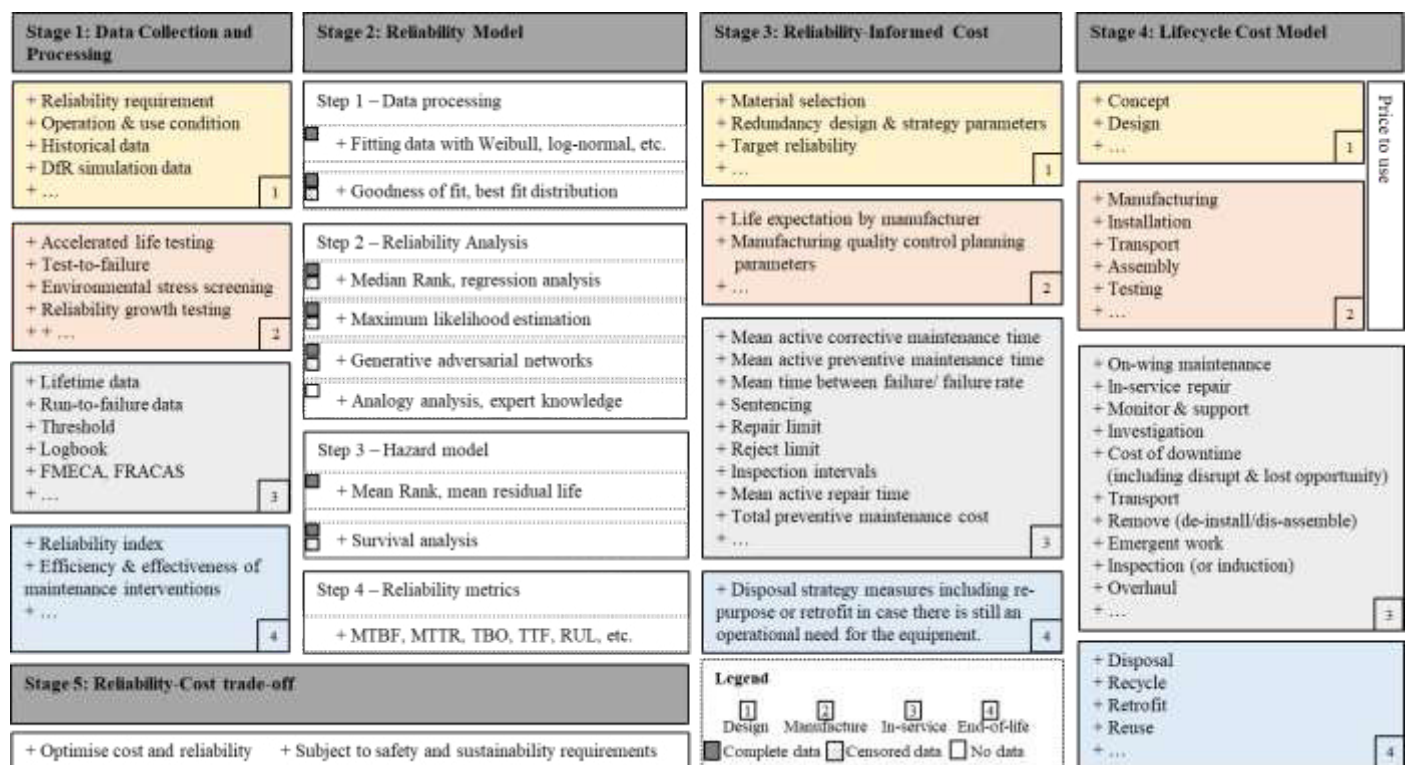 Stage 1: Data Collection and
Processing
+ Reliability requirement
+ Operation & use condition
+ Historical data
+ DfR simulation data
+ ...
1
+ Accelerated life testing
+ Test-to-failure
+ Environmental stress screening
+ Reliability growth testing
+ + ...
2
+ Lifetime data
+ Run-to-failure data
+ Threshold
+ Logbook
+ FMECA, FRACAS
+ ...
3
+ Reliability index
+ Efficiency & effectiveness of
maintenance interventions
+ ...
4
Stage 2: Reliability Model
Step 1 – Data processing
+ Fitting data with Weibull, log-normal, etc.
+ Goodness of fit, best fit distribution
Step 2 – Reliability Analysis
+ Median Rank, regression analysis
+ Maximum likelihood estimation
+ Generative adversarial networks
+ Analogy analysis, expert knowledge
Step 3 – Hazard model
+ Mean Rank, mean residual life
+ Survival analysis
Step 4 – Reliability metrics
+ MTBF, MTTR, TBO, TTF, RUL, etc.
Stage 3: Reliability-Informed Cost
+ Material selection
+ Redundancy design & strategy parameters
+ Target reliability
+ ...
1
+ Life expectation by manufacturer
+ Manufacturing quality control planning
parameters
+ ...
2
+ Mean active corrective maintenance time
+ Mean active preventive maintenance time
+ Mean time between failure/ failure rate
+ Sentencing
+ Repair limit
+ Reject limit
+ Inspection intervals
+ Mean active repair time
+ Total preventive maintenance cost
+ ...
3
+ Disposal strategy measures including re-
purpose or retrofit in case there is still an
operational need for the equipment.
4
Stage 4: Lifecycle Cost Model
+ Concept
+ Design
+ ...
1
+ Manufacturing
+ Installation
+ Transport
+ Assembly
+ Testing
+ ...
2
Price to use
+ On-wing maintenance
+ In-service repair
+ Monitor & support
+ Investigation
+ Cost of downtime
(including disrupt & lost opportunity)
+ Transport
+ Remove (de-install/dis-assemble)
+ Emergent work
+ Inspection (or induction)
+ Overhaul
+ ...
3
+ Disposal
+ Recycle
+ Retrofit
+ Reuse
+ ...
4
Stage 5: Reliability-Cost trade-off
+ Optimise cost and reliability + Subject to safety and sustainability requirements
Legend
1 2 3 4
Design Manufacture In-service End-of-life
Complete data Censored data No data